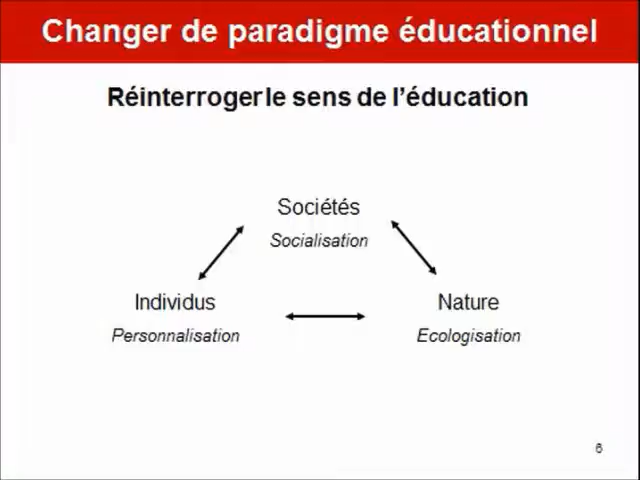 Changer de paradigme éducationnel
Réinterroger le sens de l'éducation
Sociétés
Socialisation
Individus
Nature
Personnalisation
Ecologisation
6